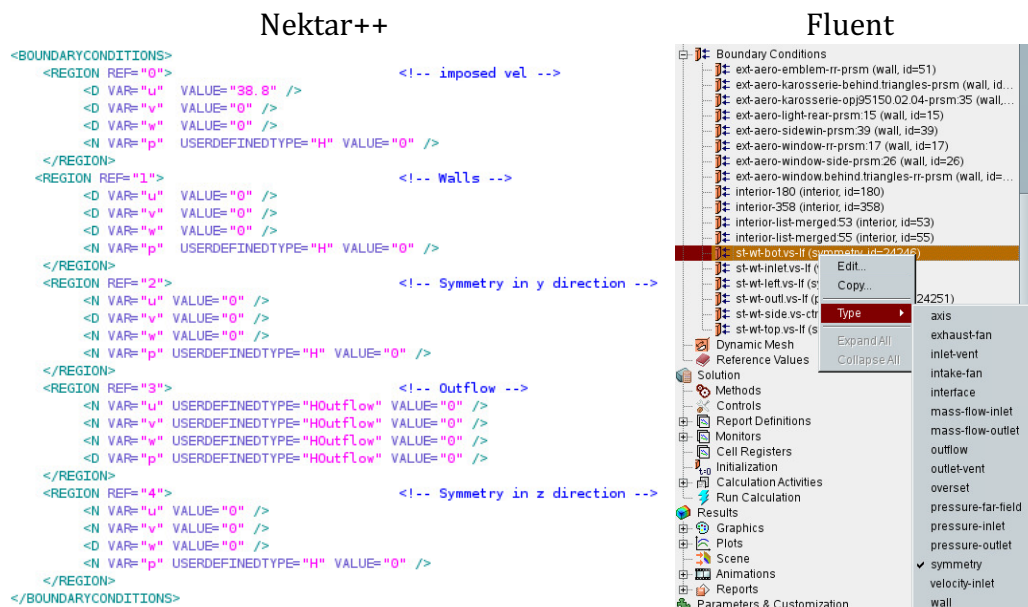 Nektar++
<BOUNDARYCONDITIONS>
<REGION REF="0"> <!-- imposed vel -->
<D VAR="u" VALUE="38.8" />
<D VAR="v" VALUE="0" />
<D VAR="w" VALUE="0" />
<N VAR="p" USERDEFINEDTYPE="H" VALUE="0" />
</REGION>
<REGION REF="1"> <!-- Walls -->
<D VAR="u" VALUE="0" />
<D VAR="v" VALUE="0" />
<D VAR="w" VALUE="0" />
<N VAR="p" USERDEFINEDTYPE="H" VALUE="0" />
</REGION>
<REGION REF="2"> <!-- Symmetry in y direction -->
<N VAR="u" VALUE="0" />
<D VAR="v" VALUE="0" />
<N VAR="w" VALUE="0" />
<N VAR="p" USERDEFINEDTYPE="H" VALUE="0" />
</REGION>
<REGION REF="3"> <!-- Outflow -->
<N VAR="u" USERDEFINEDTYPE="HOutflow" VALUE="0" />
<N VAR="v" USERDEFINEDTYPE="HOutflow" VALUE="0" />
<N VAR="w" USERDEFINEDTYPE="HOutflow" VALUE="0" />
<D VAR="p" USERDEFINEDTYPE="HOutflow" VALUE="0" />
</REGION>
<REGION REF="4"> <!-- Symmetry in z direction -->
<N VAR="u" VALUE="0" />
<N VAR="v" VALUE="0" />
<D VAR="w" VALUE="0" />
<N VAR="p" USERDEFINEDTYPE="H" VALUE="0" />
</REGION>
</BOUNDARYCONDITIONS>
Fluent
Boundary Conditions
ext-aero-emblem-rr-prsm (wall, id=51)
ext-aero-karosserie-behind.triangles-prsm (wall, id...
ext-aero-karosserie-opj95150.02.04-prsm:35 (wall,...
ext-aero-light-rear-prsm:15 (wall, id=15)
ext-aero-sidewin-prsm:39 (wall, id=39)
ext-aero-window-rr-prsm:17 (wall, id=17)
ext-aero-window-side-prsm:26 (wall, id=26)
ext-aero-window.behind.triangles-rr-prsm (wall, id=...
interior-180 (interior, id=180)
interior-358 (interior, id=358)
interior-list-merged:53 (interior, id=53)
interior-list-merged:55 (interior, id=55)
st-wt-bot.vs-lf (symmetry, id=24246)
st-wt-inlet.vs-lf (
st-wt-left.vs-lf (sy
st-wt-outl.vs-lf (p 24251)
st-wt-side.vs-ctr
st-wt-top.vs-lf (s
Dynamic Mesh
Reference Values
Solution
Methods
Controls
Report Definitions
Monitors
Cell Registers
t=0 Initialization
Calculation Activities
Run Calculation
Results
Graphics
Plots
Scene
Animations
Reports
Parameters & Customization
Edit...
Copy...
Type
Expand All
Collapse All
axis
exhaust-fan
inlet-vent
intake-fan
interface
mass-flow-inlet
mass-flow-outlet
outflow
outlet-vent
overset
pressure-far-field
pressure-inlet
pressure-outlet
symmetry
velocity-inlet
wall